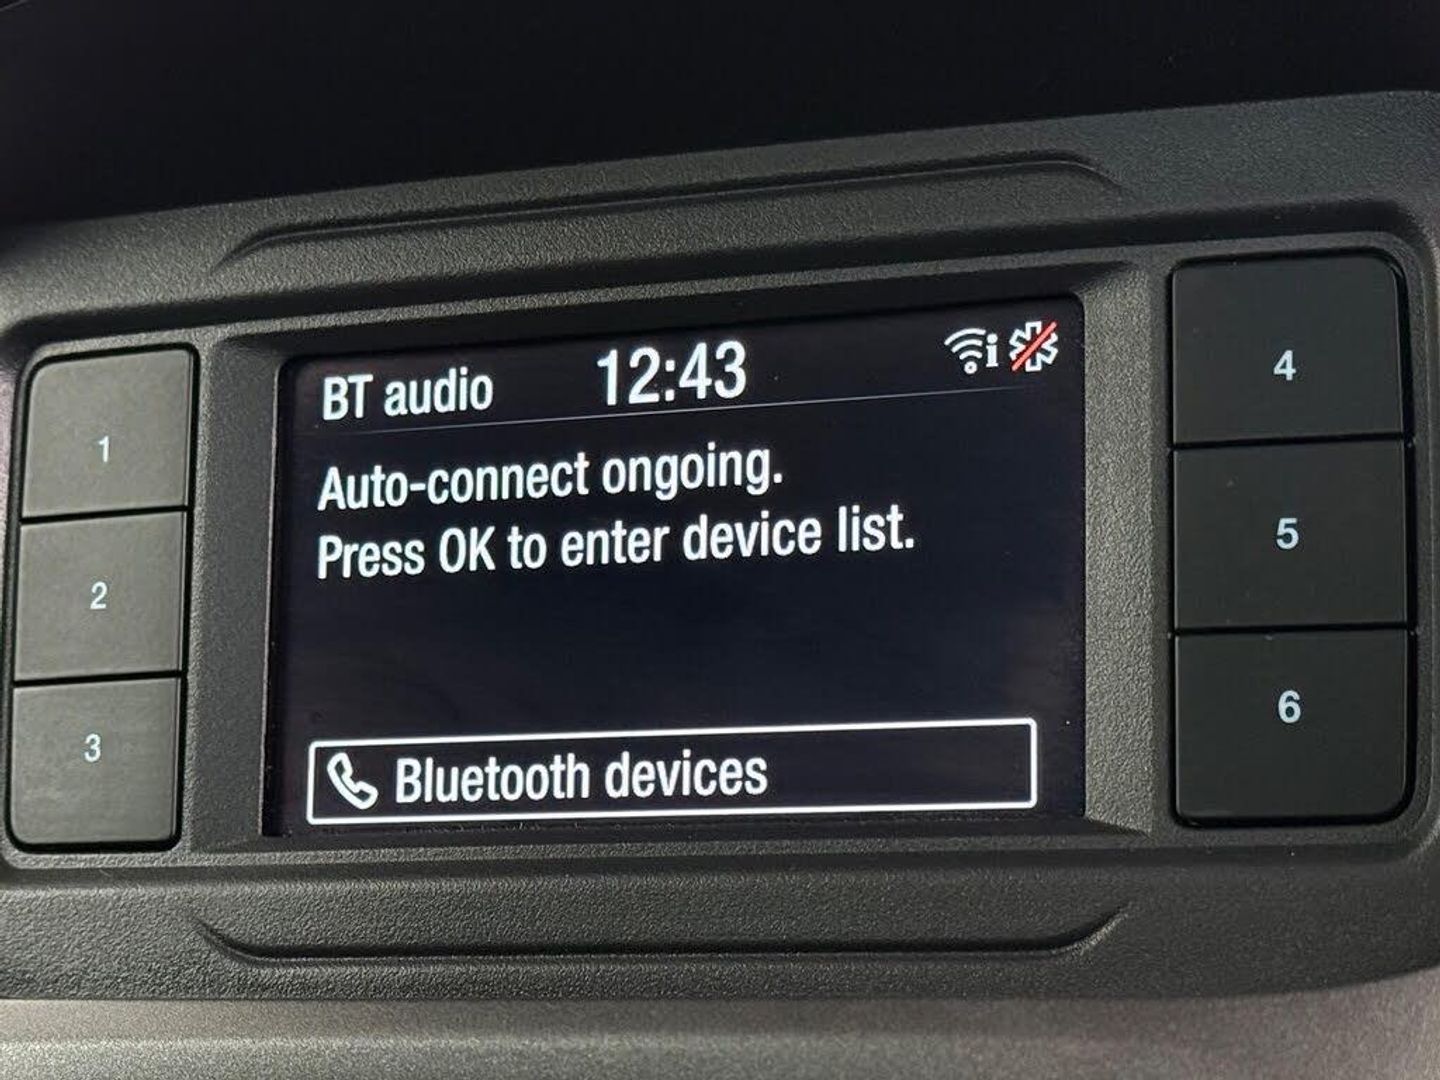 BT audio 12:43
Auto-connect ongoing.
Press OK to enter device list.
Bluetooth devices
1
2
3
4
5
6